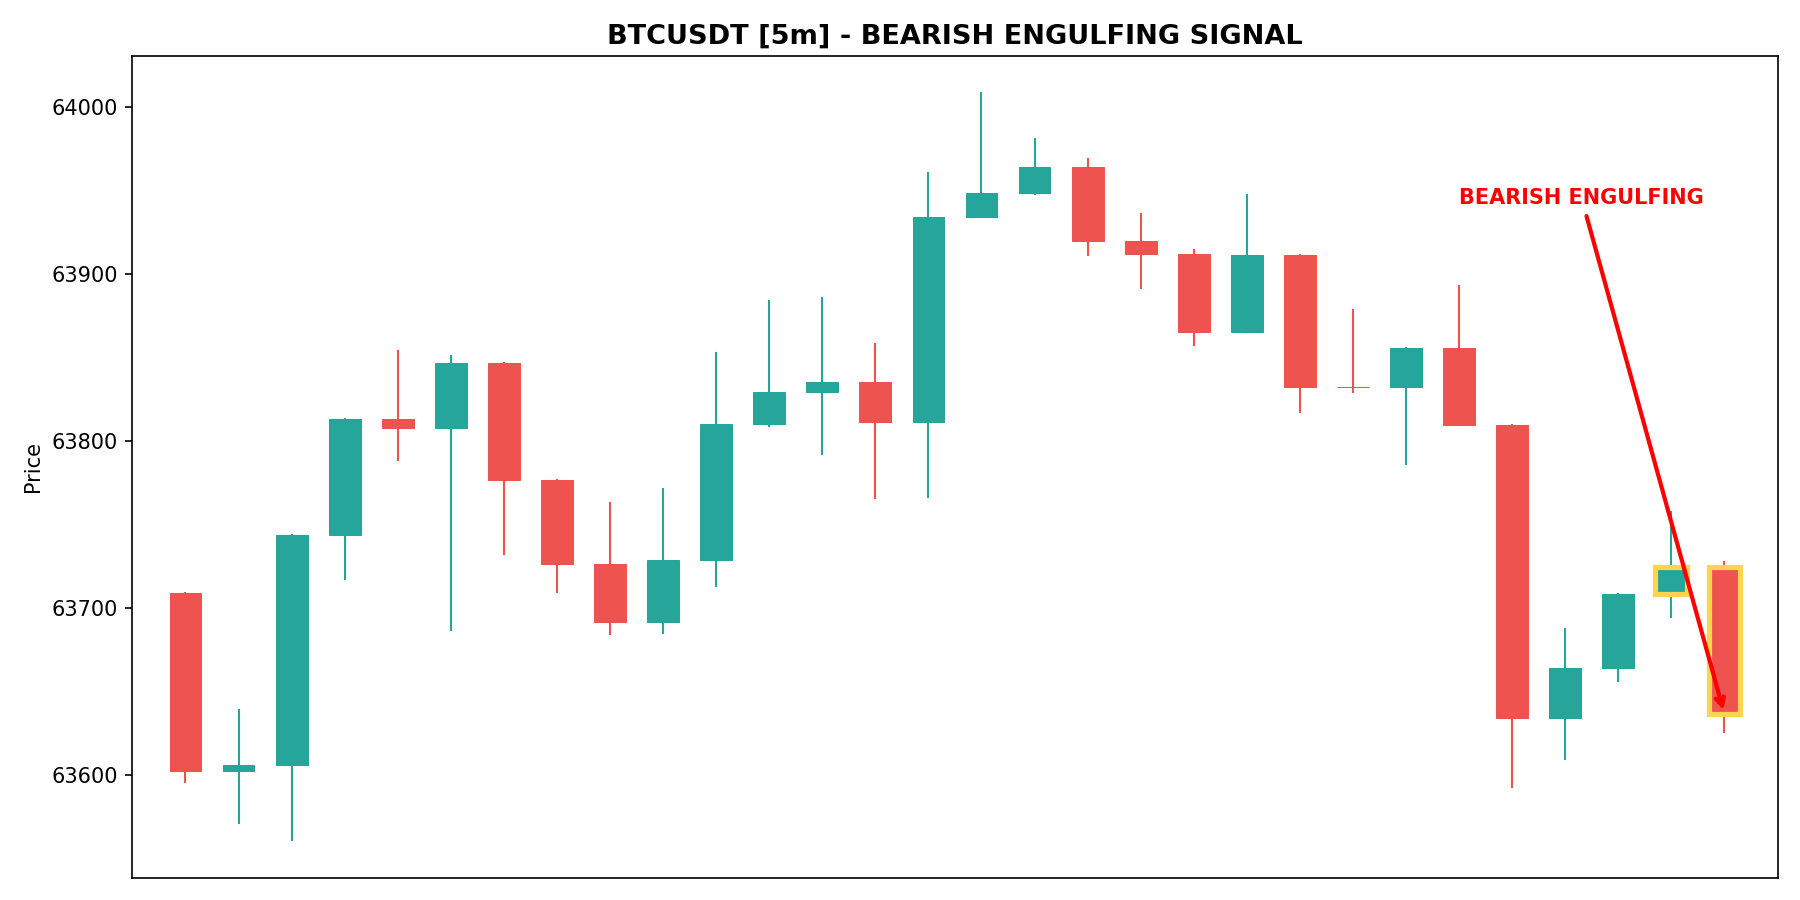 BTCUSDT [5m] - BEARISH ENGULFING SIGNAL
64000
BEARISH ENGULFING
63900
63800
Price
63700
63600